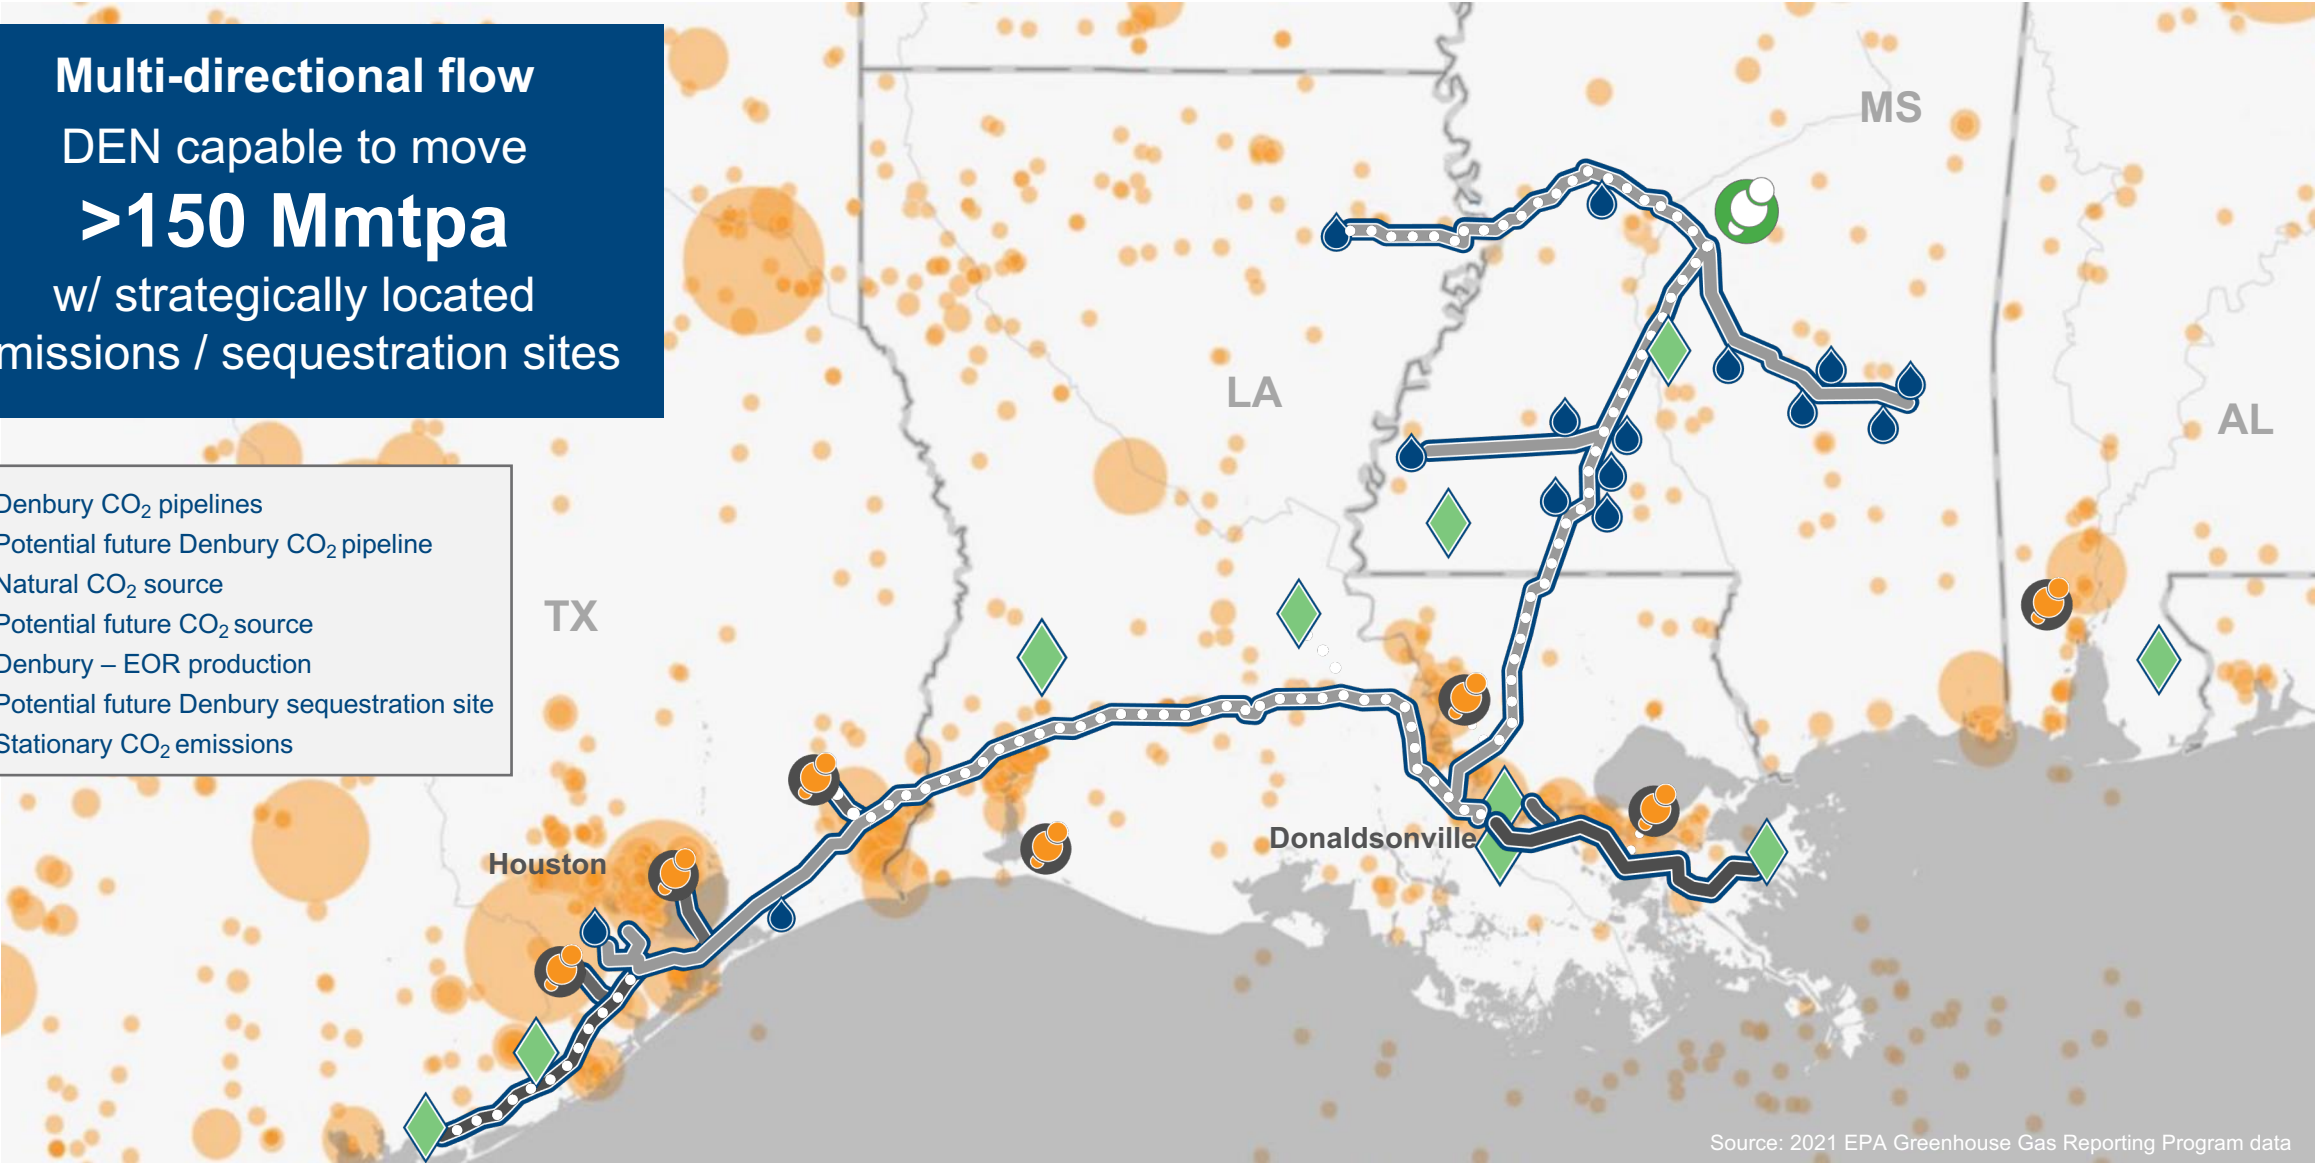 Multi-directional flow
DEN capable to move
>150 Mmtpa
w/ strategically located
missions / sequestration sites
Denbury CO₂ pipelines
Potential future Denbury CO₂ pipeline
Natural CO₂ source
Potential future CO₂ source
Denbury – EOR production
Potential future Denbury sequestration site
Stationary CO₂ emissions
MS
LA
AL
TX
Houston
Donaldsonville
Source: 2021 EPA Greenhouse Gas Reporting Program data